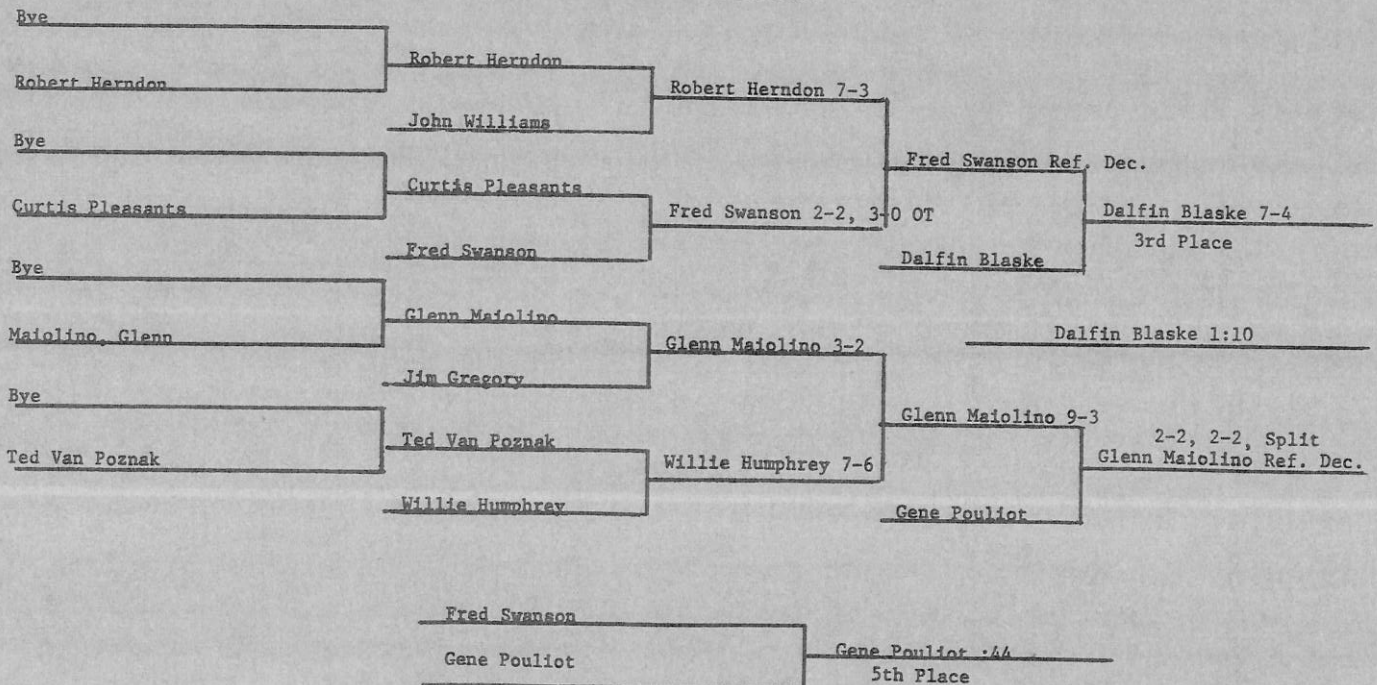 Bye
Robert Herndon
Robert Herndon
Robert Herndon 7-3
John Williams
Bye
Fred Swanson Ref. Dec.
Curtis Pleasants
Curtis Pleasants
Fred Swanson 2-2, 3-0 OT
Dalfin Blaske 7-4
3rd Place
Fred Swanson
Dalfin Blaske
Bye
Glenn Maiolino
Maiolino, Glenn
Glenn Maiolino 3-2
Dalfin Blaske 1:10
Jim Gregory
Bye
Glenn Maiolino 9-3
Ted Van Poznak
Ted Van Poznak
Willie Humphrey 7-6
2-2, 2-2, Split
Glenn Maiolino Ref. Dec.
Willie Humphrey
Gene Pouliot
Fred Swanson
Gene Pouliot
Gene Pouliot :44
5th Place